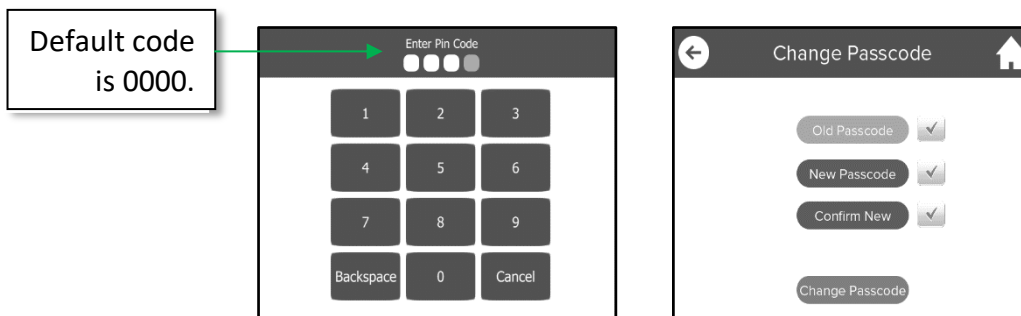 Default code
is 0000.
Enter Pin Code
1 2 3
4 5 6
7 8 9
Backspace 0 Cancel
Change Passcode
Old Passcode
New Passcode
Confirm New
Change Passcode